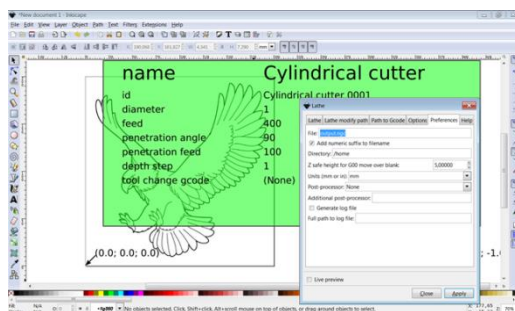 *New document 1 - Inkscape
File Edit View Layer Object Path Text Filters Extensions Help
name Cylindrical cutter
id Cylindrical cutter 0001
diameter 1
feed 400
penetration angle 90
penetration feed 100
depth step 1
tool change gcode (None)
(0.0; 0.0; 0.0)
; -1.
Lathe
Lathe Lathe modify path Path to Gcode Options Preferences Help
File:
Add numeric suffix to filename
Directory: /home
Z safe height for G00 move over blank: 5,00000
Units (mm or in): mm
Post-processor: None
Additional post-processor:
Generate log file
Full path to log file:
Live preview
Close Apply
No objects selected. Click, Shift+click, Alt+scroll mouse on top of objects, or drag around objects to select.